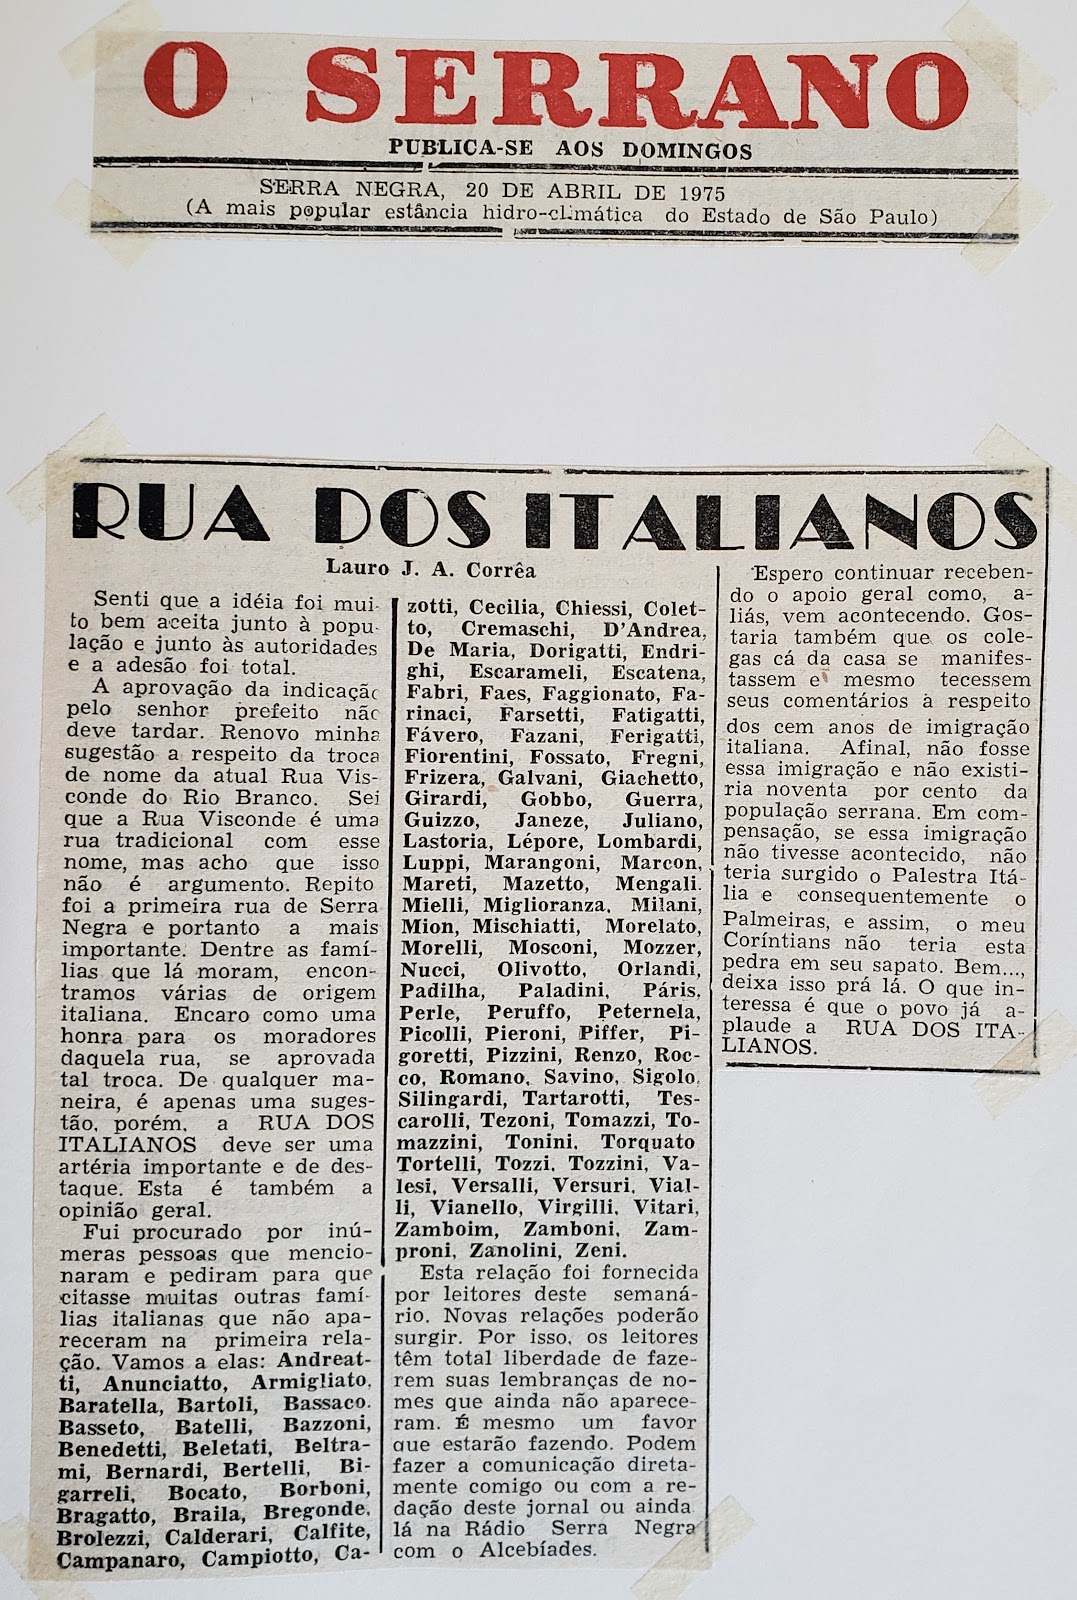 O SERRANO
PUBLICA-SE AOS DOMINGOS
SERRA NEGRA, 20 DE ABRIL DE 1975
(A mais popular estância hidro-climática do Estado de São Paulo)
RUA DOS ITALIANOS
Lauro J. A. Corrêa
Senti que a idéia foi mui-
to bem aceita junto à popu-
lação e junto às autoridades
e a adesão foi total.
A aprovação da indicação
pelo senhor prefeito não
deve tardar. Renovo minha
sugestão a respeito da troca
de nome da atual Rua Vis-
conde do Rio Branco. Sei
que a Rua Visconde é uma
rua tradicional com esse
nome, mas acho que isso
não é argumento. Repito
foi a primeira rua de Serra
Negra e portanto a mais
importante. Dentre as famí-
lias que lá moram, encon-
tramos várias de origem
italiana. Encaro como uma
honra para os moradores
daquela rua, se aprovada
tal troca. De qualquer ma-
neira, é apenas uma suges-
tão, porém, a RUA DOS
ITALIANOS deve ser uma
artéria importante e de des-
taque. Esta é também a
opinião geral.
Fui procurado por inú-
meras pessoas que mencio-
naram e pediram para que
citasse muitas outras famí-
lias italianas que não apa-
receram na primeira rela-
ção. Vamos a elas: Andreat-
ti, Anunciatto, Armigliato,
Baratella, Bartoli, Bassaco.
Basseto, Batelli, Bazzoni,
Benedetti, Beletati, Beltra-
mi, Bernardi, Bertelli, Bi-
garreli, Bocato, Borboni,
Bragatto, Braila, Bregonde,
Brolezzi, Calderari, Calfite,
Campanaro, Campiotto, Ca-
zotti, Cecilia, Chiessi, Colet-
to, Cremaschi, D'Andrea,
De Maria, Dorigatti, Endri-
ghi, Escarameli, Escatena,
Fabri, Faes, Faggionato, Fa-
rinaci, Farsetti, Fatigatti,
Fávero, Fazani, Ferigatti,
Fiorentini, Fossato, Fregni,
Frizera, Galvani, Giachetto,
Girardi, Gobbo, Guerra,
Guizzo, Janeze, Juliano,
Lastoria, Lépore, Lombardi,
Luppi, Marangoni, Marcon,
Mareti, Mazetto, Mengali.
Mielli, Miglioranza, Milani,
Mion, Mischiatti, Morelato,
Morelli, Mosconi, Mozzer,
Nucci, Olivotto, Orlandi,
Padilha, Paladini, Páris,
Perle, Peruffo, Peternela,
Picolli, Pieroni, Piffer, Pi-
goretti, Pizzini, Renzo, Roc-
co, Romano, Savino, Sigolo,
Silingardi, Tartarotti, Tes-
carolli, Tezoni, Tomazzi, To-
mazzini, Tonini, Torquato
Tortelli, Tozzi, Tozzini, Va-
lesi, Versalli, Versuri, Vial-
li, Vianello, Virgilli, Vitari,
Zamboim, Zamboni, Zam-
proni, Zanolini, Zeni.
Esta relação foi fornecida
por leitores deste semaná-
rio. Novas relações poderão
surgir. Por isso, os leitores
têm total liberdade de faze-
rem suas lembranças de no-
mes que ainda não aparece-
ram. É mesmo um favor
que estarão fazendo. Podem
fazer a comunicação direta-
mente comigo ou com a re-
dação deste jornal ou ainda
lá na Rádio Serra Negra
com o Alcebíades.
Espero continuar receben-
do o apoio geral como, a-
liás, vem acontecendo. Gos-
taria também que os cole-
gas cá da casa se manifes-
tassem e mesmo tecessem
seus comentários à respeito
dos cem anos de imigração
italiana. Afinal, não fosse
essa imigração e não existi-
ria noventa por cento da
população serrana. Em com-
pensação, se essa imigração
não tivesse acontecido, não
teria surgido o Palestra Itá-
lia e consequentemente o
Palmeiras, e assim, o meu
Coríntians não teria esta
pedra em seu sapato. Bem...,
deixa isso prá lá. O que in-
teressa é que o povo já a-
plaude a RUA DOS ITA-
LIANOS.